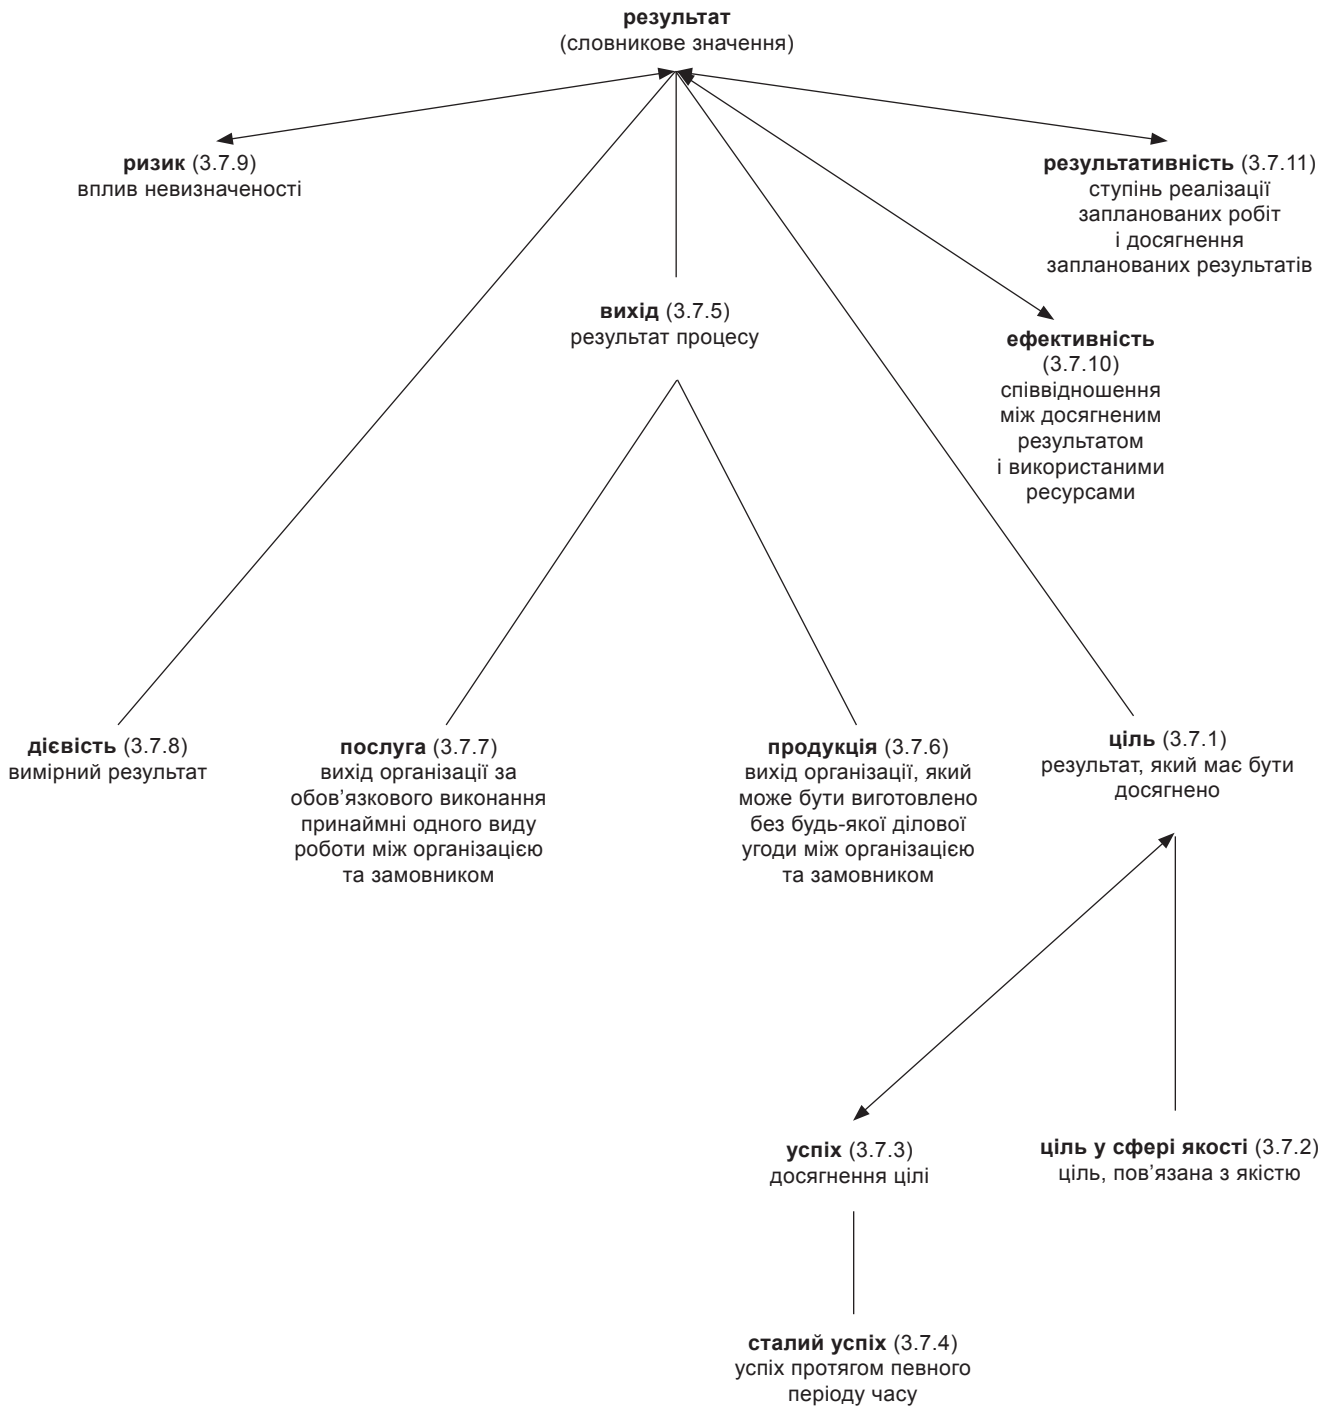 результат
(словникове значення)
ризик (3.7.9)
вплив невизначеності
результативність (3.7.11)
ступінь реалізації
запланованих робіт
і досягнення
запланованих результатів
вихід (3.7.5)
результат процесу
ефективність
(3.7.10)
співвідношення
між досягненим
результатом
і використаними
ресурсами
дієвість (3.7.8)
вимірний результат
послуга (3.7.7)
вихід організації за
обов’язкового виконання
принаймні одного виду
роботи між організацією
та замовником
продукція (3.7.6)
вихід організації, який
може бути виготовлено
без будь-якої ділової
угоди між організацією
та замовником
ціль (3.7.1)
результат, який має бути
досягнено
успіх (3.7.3)
досягнення цілі
ціль у сфері якості (3.7.2)
ціль, пов’язана з якістю
сталий успіх (3.7.4)
успіх протягом певного
періоду часу